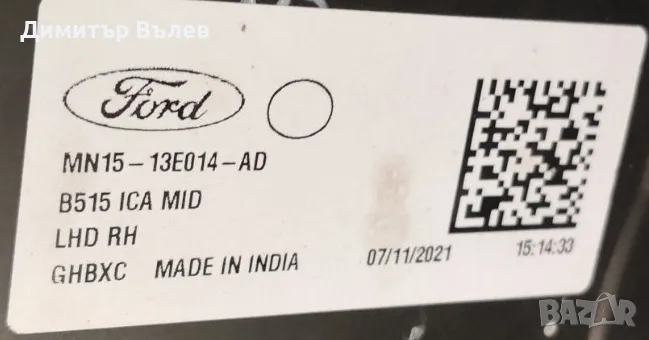 Димитър Вълев
Ford
MN15-13E014-AD
B515 ICA MID
LHD RH
GHBXC MADE IN INDIA 07/11/2021 15:14:33
BAZAR